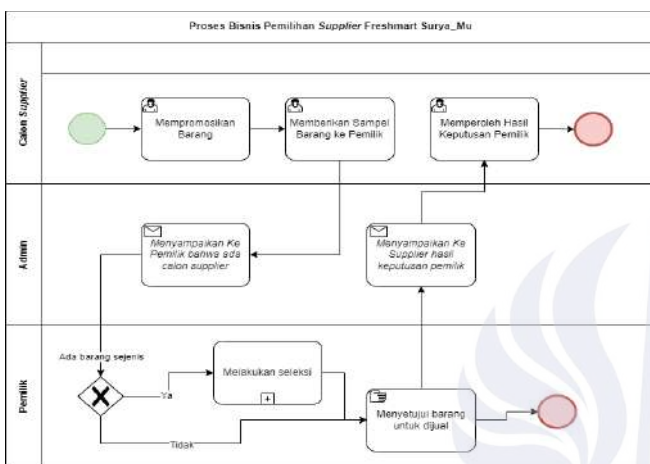 Proses Bisnis Pemilihan Supplier Freshmart Surya_Mu
Calon Supplier
Mempromosikan
Barang
Memberikan Sampel
Barang ke Pemilik
Memperoleh Hasil
Keputusan Pemilik
Admin
Menyampaikan Ke
Pemilik bahwa ada
calon supplier
Menyampaikan Ke
Supplier hasil
keputusaan pemilik
Pemilik
Ada barang sejenis
Ya
Melakukan seleksi
Tidak
Menyetujui barang
untuk dijual